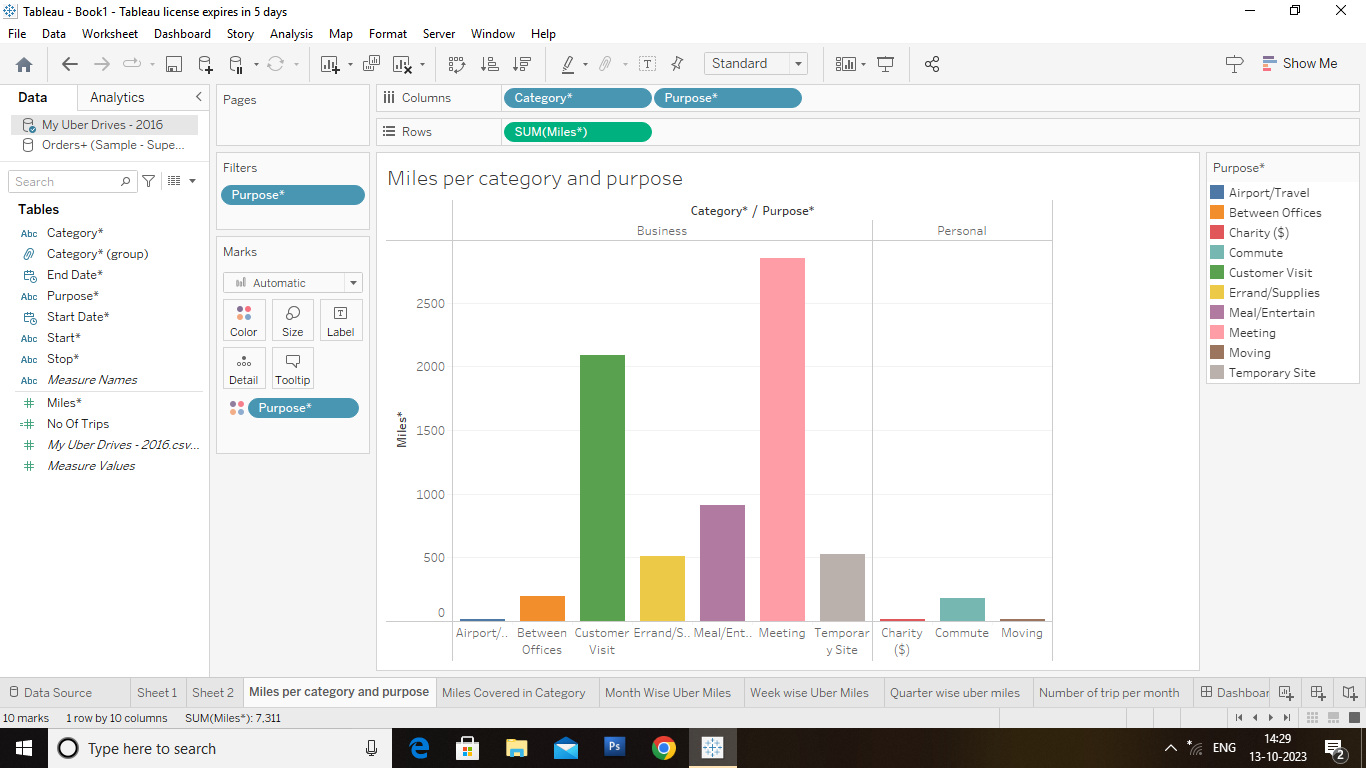 Tableau - Book1 - Tableau license expires in 5 days
File Data Worksheet Dashboard Story Analysis Map Format Server Window Help
Standard
Show Me
Data Analytics
My Uber Drives - 2016
Orders+ (Sample - Supe...
Search
Tables
Abc Category*
Category* (group)
End Date*
Abc Purpose*
Start Date*
Abc Start*
Abc Stop*
Abc Measure Names
# Miles*
=# No Of Trips
# My Uber Drives - 2016.csv...
# Measure Values
Pages
Filters
Purpose*
Marks
Automatic
Color Size Label
Detail Tooltip
Purpose*
Columns Category* Purpose*
Rows SUM(Miles*)
Miles per category and purpose
Category* / Purpose*
Business Personal
Miles*
2500
2000
1500
1000
500
0
Airport/.. Between Offices Customer Visit Errand/S.. Meal/Ent.. Meeting Temporary Site Charity ($) Commute Moving
Purpose*
Airport/Travel
Between Offices
Charity ($)
Commute
Customer Visit
Errand/Supplies
Meal/Entertain
Meeting
Moving
Temporary Site
Data Source Sheet 1 Sheet 2 Miles per category and purpose Miles Covered in Category Month Wise Uber Miles Week wise Uber Miles Quarter wise uber miles Number of trip per month Dashboar
10 marks 1 row by 10 columns SUM(Miles*): 7,311
Type here to search
Ps
ENG
14:29
13-10-2023
2